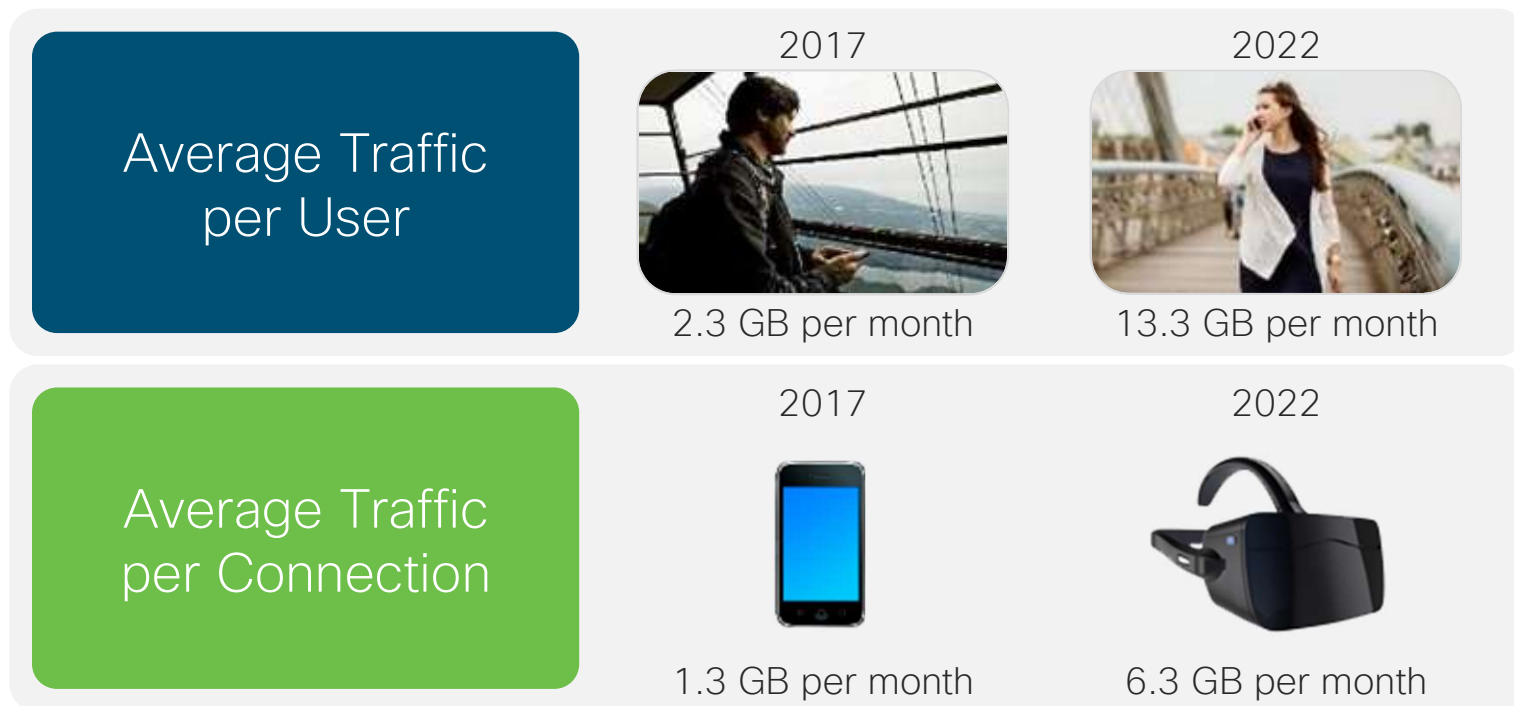 Average Traffic
per User
2017
2022
2.3 GB per month
13.3 GB per month
Average Traffic
per Connection
2017
2022
1.3 GB per month
6.3 GB per month